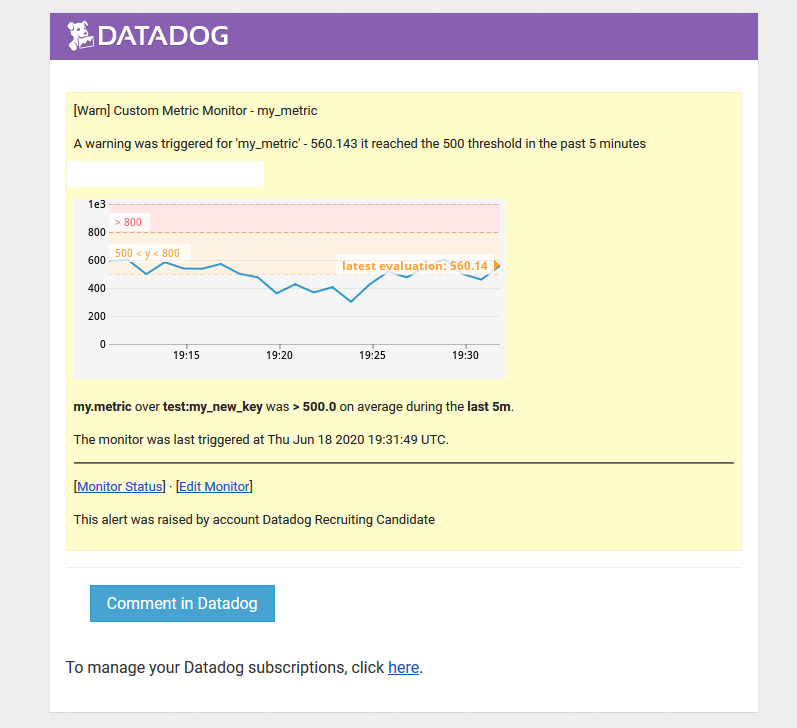 DATADOG
[Warn] Custom Metric Monitor - my_metric
A warning was triggered for 'my_metric' - 560.143 it reached the 500 threshold in the past 5 minutes
1e3
> 800
800
500 < y < 800
600
latest evaluation: 560.14
400
200
0
19:15 19:20 19:25 19:30
my.metric over test:my_new_key was > 500.0 on average during the last 5m.
The monitor was last triggered at Thu Jun 18 2020 19:31:49 UTC.
[Monitor Status] · [Edit Monitor]
This alert was raised by account Datadog Recruiting Candidate
Comment in Datadog
To manage your Datadog subscriptions, click here.